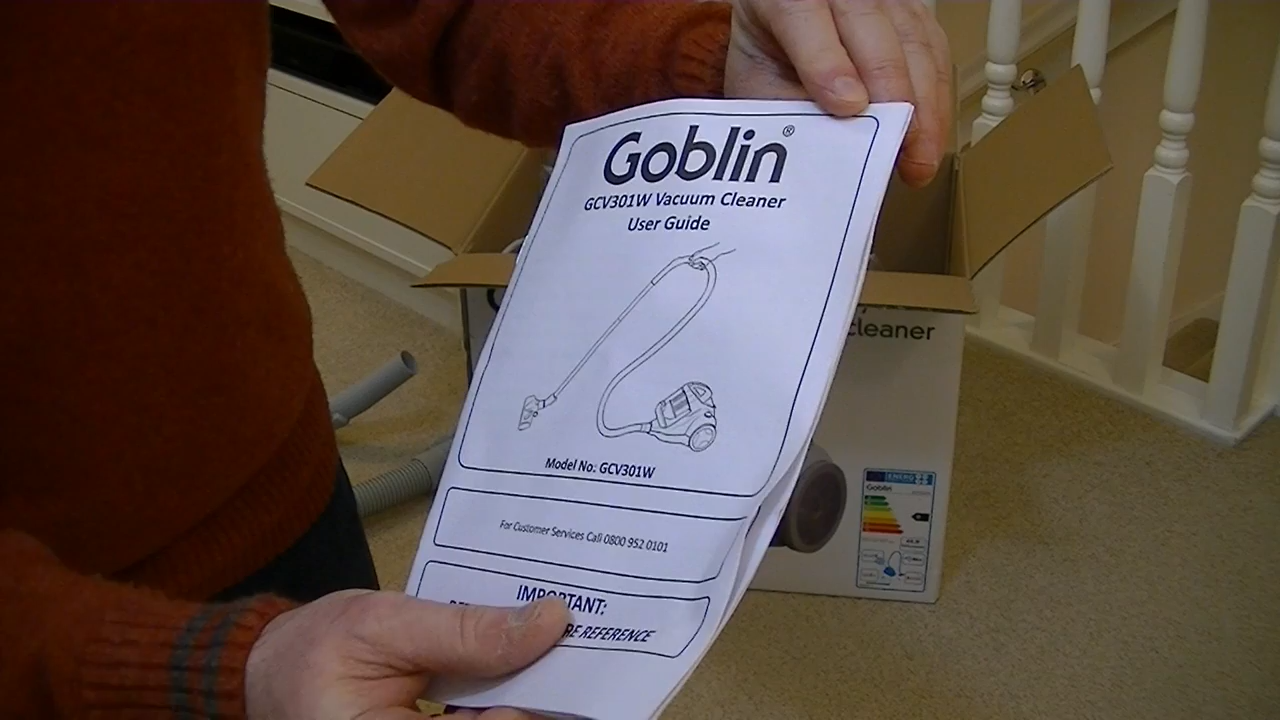 Goblin®
GCV301W Vacuum Cleaner
User Guide
Model No: GCV301W
For Customer Services Call 0800 952 0101
IMPORTANT:
REFERENCE
cleaner
ENERG
Goblin